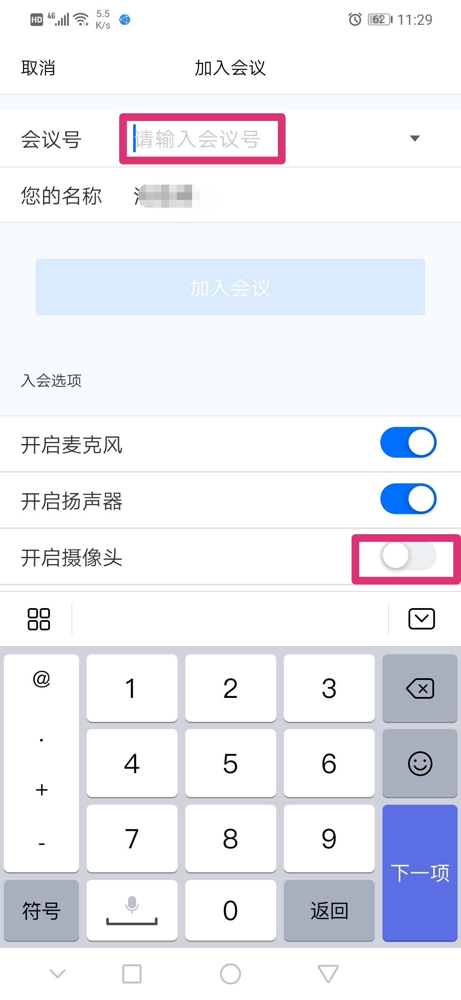 HD 4G 5.5 K/s 62 11:29
取消 加入会议
会议号 请输入会议号
您的名称
加入会议
入会选项
开启麦克风
开启扬声器
开启摄像头
@ 1 2 3
. 4 5 6
+
- 7 8 9
下一项
符号 0 返回